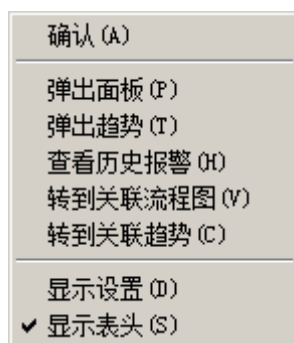 确认(A)
弹出面板(P)
弹出趋势(T)
查看历史报警(H)
转到关联流程图(V)
转到关联趋势(C)
显示设置(D)
显示表头(S)